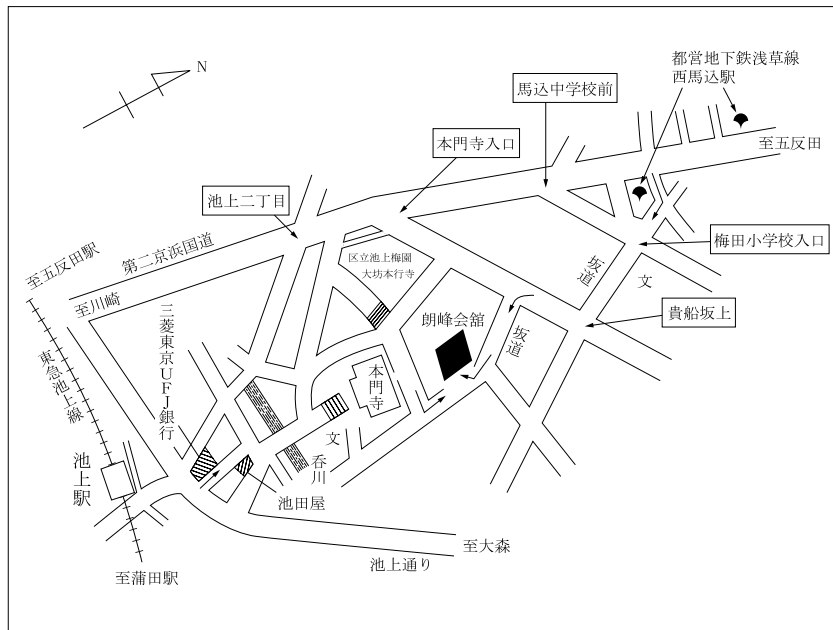 N
都営地下鉄浅草線
西馬込駅
馬込中学校前
至五反田
本門寺入口
池上二丁目
梅田小学校入口
第二京浜国道
至五反田駅
至川崎
区立池上梅園
大坊本行寺
坂道
文
貴船坂上
朗峰会舘
坂道
三菱東京UFJ銀行
東急池上線
本門寺
文
呑川
池上駅
池田屋
至大森
池上通り
至蒲田駅